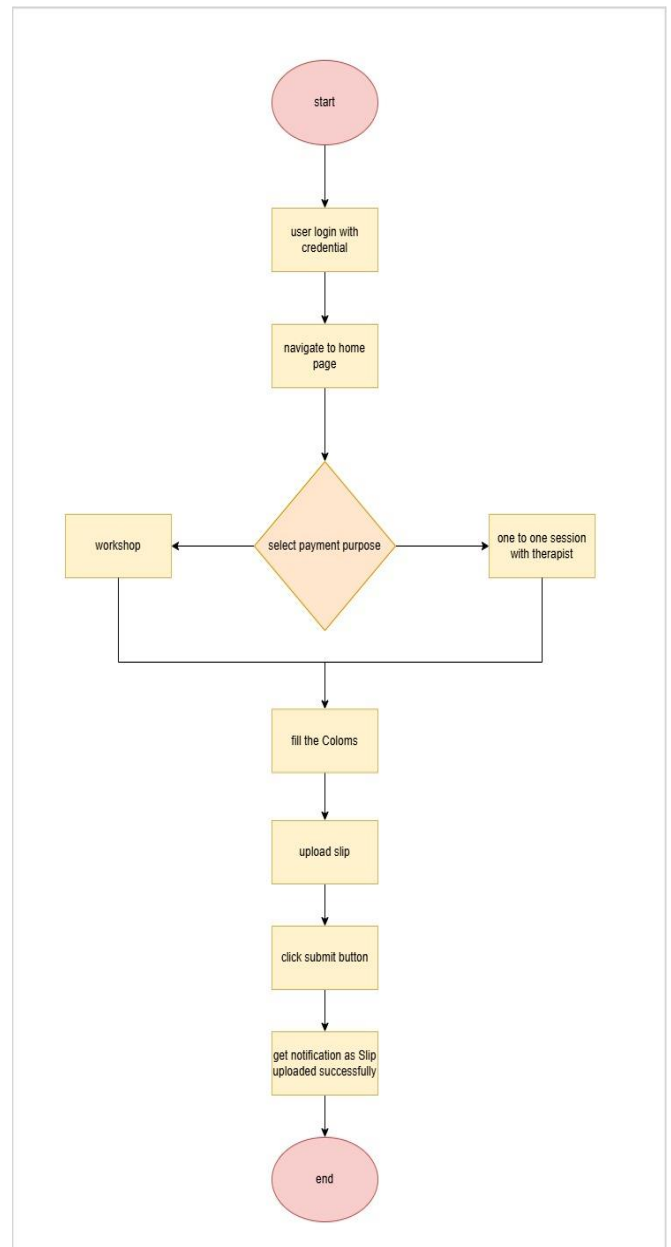 start
user login with
credential
navigate to home
page
select payment purpose
workshop
one to one session
with therapist
fill the Coloms
upload slip
click submit button
get notification as Slip
uploaded successfully
end